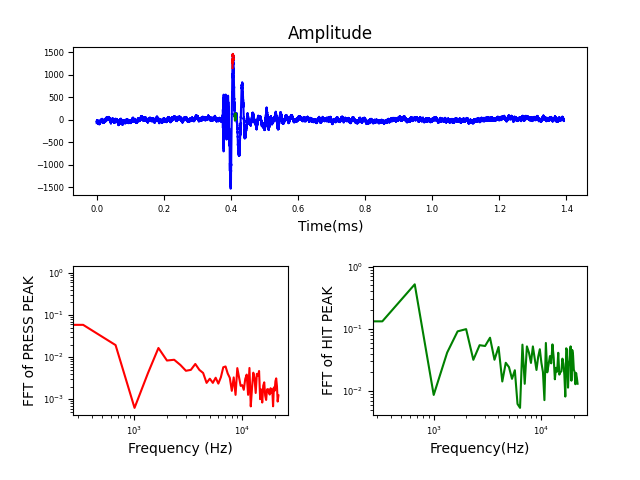 Amplitude
1500
1000
500
0
−500
−1000
−1500
0.0 0.2 0.4 0.6 0.8 1.0 1.2 1.4
Time(ms)
FFT of PRESS PEAK
10⁰
10⁻¹
10⁻²
10⁻³
10³ 10⁴
Frequency (Hz)
FFT of HIT PEAK
10⁰
10⁻¹
10⁻²
10³ 10⁴
Frequency(Hz)